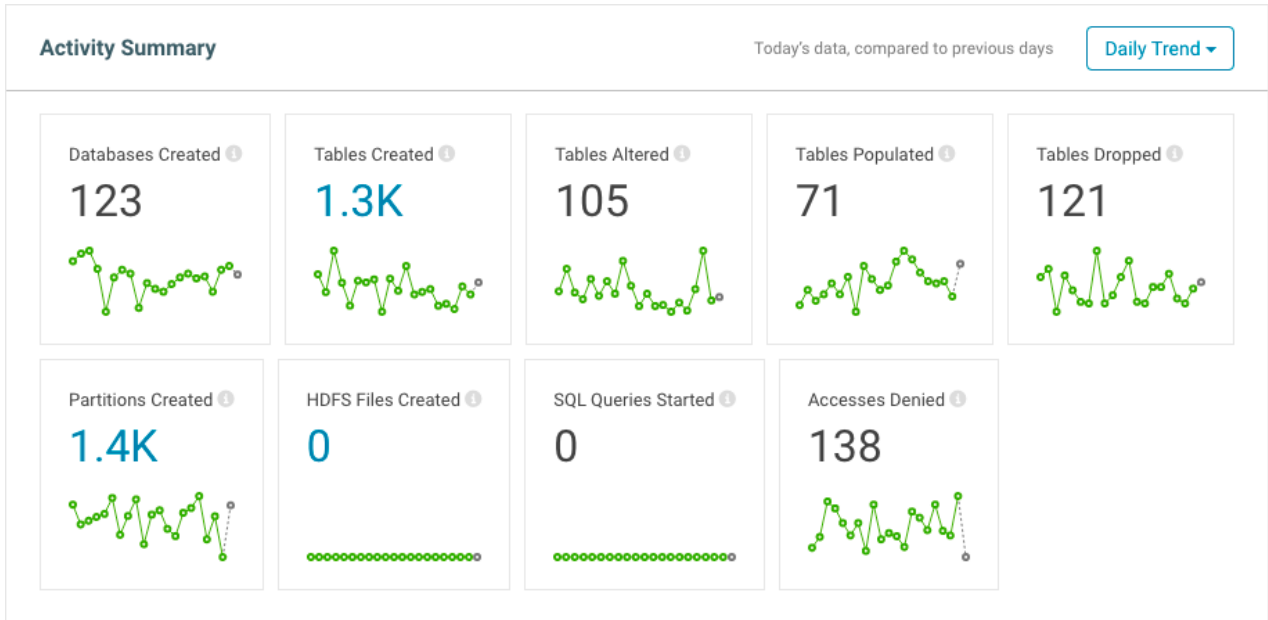 Activity Summary
Today's data, compared to previous days
Daily Trend
Databases Created
123
Tables Created
1.3K
Tables Altered
105
Tables Populated
71
Tables Dropped
121
Partitions Created
1.4K
HDFS Files Created
0
SQL Queries Started
0
Accesses Denied
138